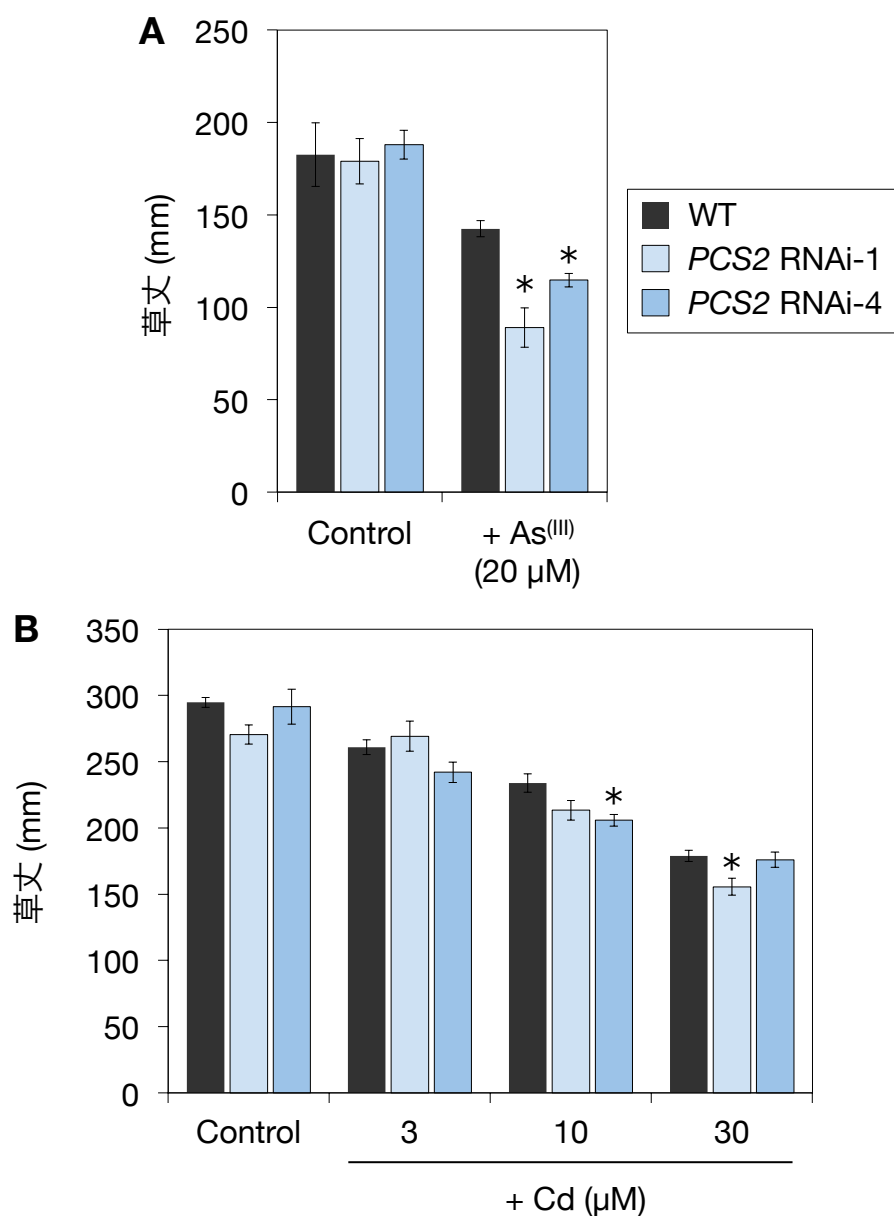 A
250
200
150
100
50
0
草丈 (mm)
*
*
Control
+ As(III)
(20 µM)
WT
PCS2 RNAi-1
PCS2 RNAi-4
B
350
300
250
200
150
100
50
0
草丈 (mm)
*
*
Control
3
10
30
+ Cd (µM)